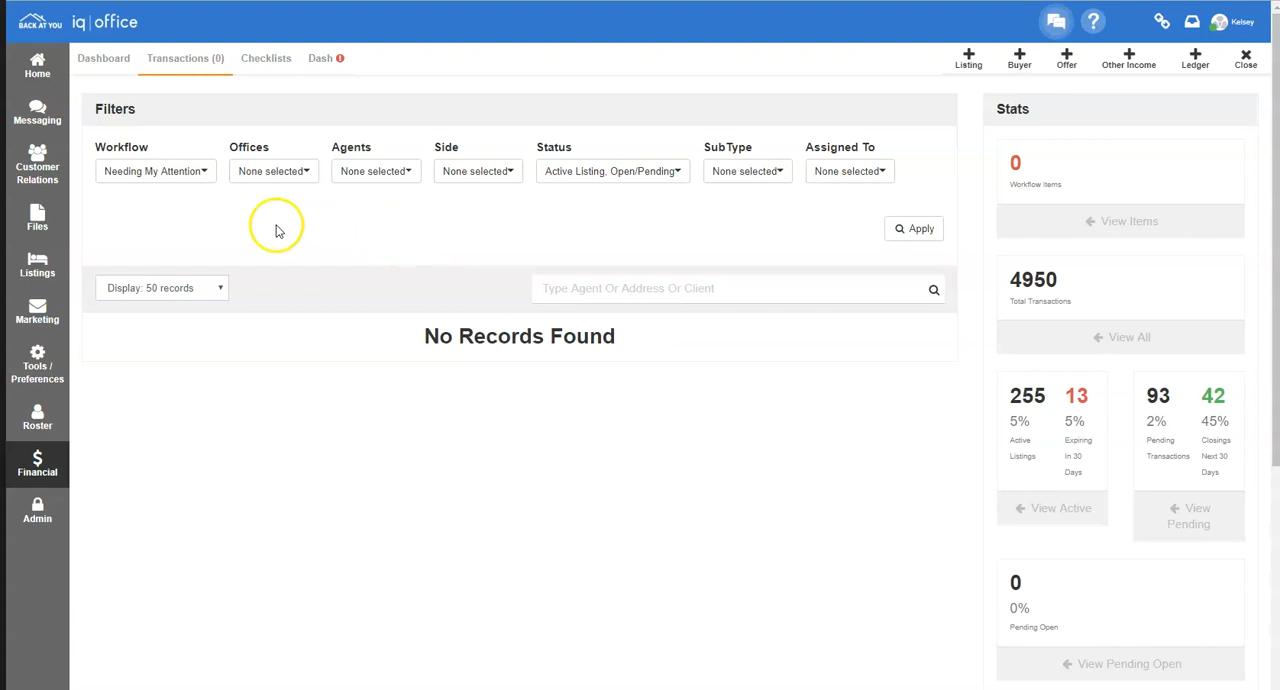 BACK AT YOU iq | office
? Kelsey
Home
Messaging
Customer
Relations
Files
Listings
Marketing
Tools /
Preferences
Roster
$
Financial
Admin
Dashboard Transactions (0) Checklists Dash
Listing Buyer Offer Other Income Ledger Close
Filters
Workflow Offices Agents Side Status SubType Assigned To
Needing My Attention None selected None selected None selected Active Listing, Open/Pending None selected None selected
Apply
Display: 50 records Type Agent Or Address Or Client
No Records Found
Stats
0
Workflow Items
View Items
4950
Total Transactions
View All
255 13
5% 5%
Active Expiring
Listings In 30
Days
View Active
93 42
2% 45%
Pending Closings
Transactions Next 30
Days
View
Pending
0
0%
Pending Open
View Pending Open